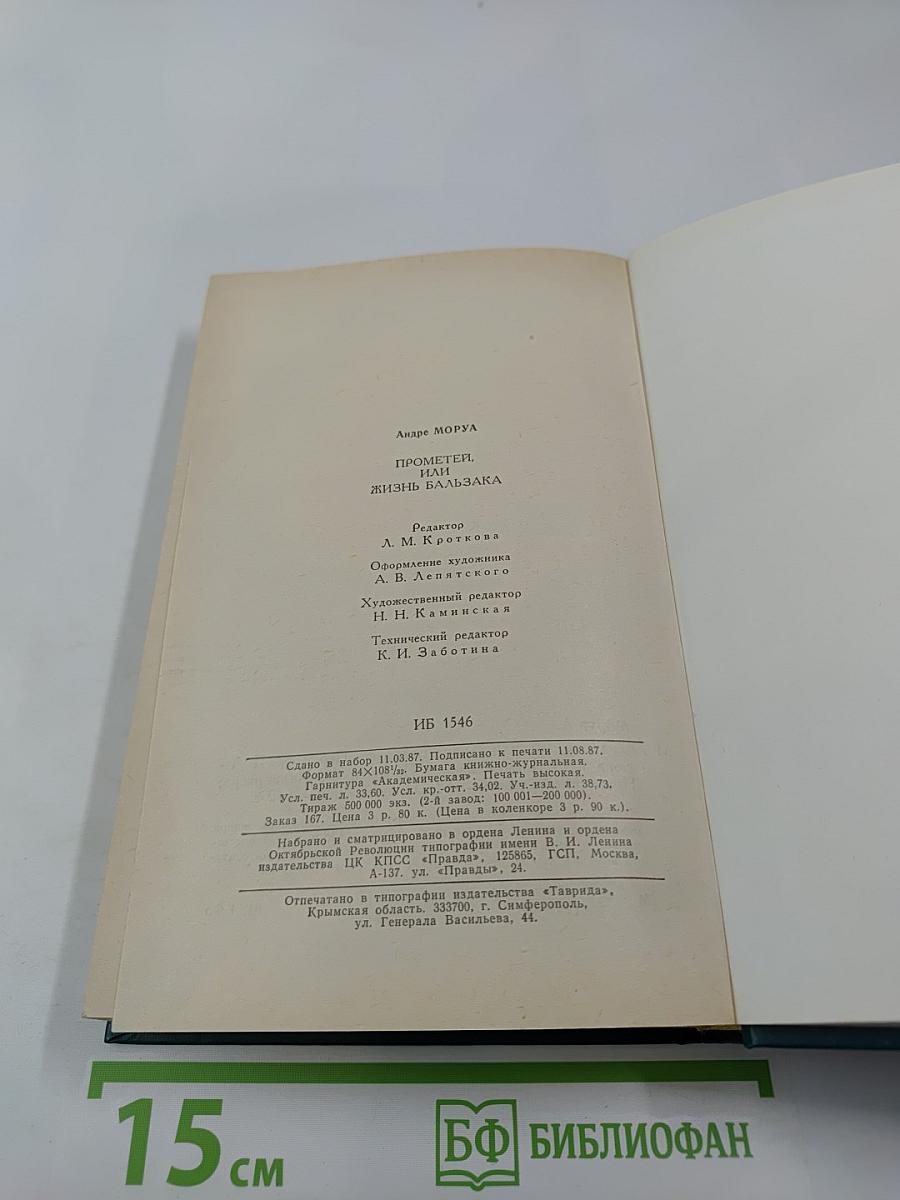 Андре МОРУА
ПРОМЕТЕЙ,
ИЛИ
ЖИЗНЬ БАЛЬЗАКА
Редактор
Л. М. Кроткова
Оформление художника
А. В. Лепятского
Художественный редактор
Н. Н. Каминская
Технический редактор
К. И. Заботина
ИБ 1546
Сдано в набор 11.03.87. Подписано к печати 11.08.87.
Формат 84×108¹/₃₂. Бумага книжно-журнальная.
Гарнитура «Академическая». Печать высокая.
Усл. печ. л. 33,60. Усл. кр.-отт. 34,02. Уч.-изд. л. 38,73.
Тираж 500 000 экз. (2-й завод: 100 001—200 000).
Заказ 167. Цена 3 р. 80 к. (Цена в коленкоре 3 р. 90 к.).
Набрано и сматрицировано в ордена Ленина и ордена
Октябрьской Революции типографии имени В. И. Ленина
издательства ЦК КПСС «Правда», 125865, ГСП, Москва,
А-137. ул. «Правды», 24.
Отпечатано в типографии издательства «Таврида»,
Крымская область. 333700, г. Симферополь,
ул. Генерала Васильева, 44.
15 см
БФ БИБЛИОФАН